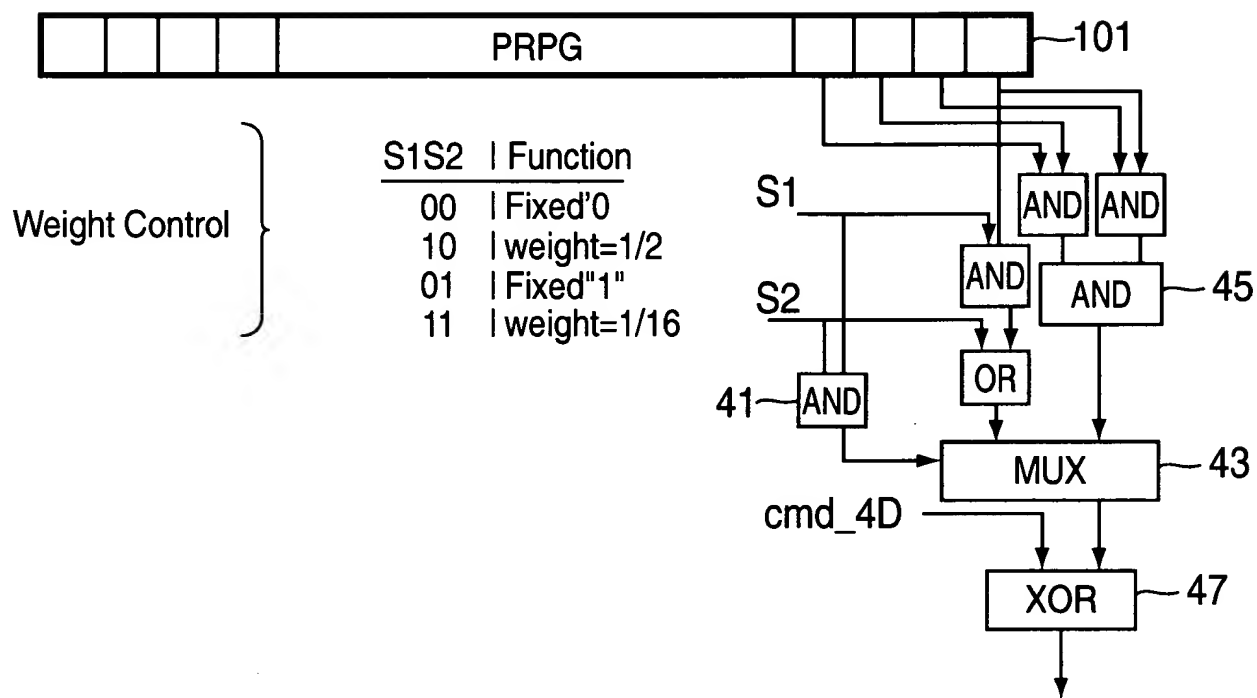 PRPG
101
S1S2 | Function
00 | Fixed'0
10 | weight=1/2
01 | Fixed"1"
11 | weight=1/16
Weight Control
S1
AND AND
AND
S2
AND
45
OR
41
AND
MUX
43
cmd_4D
XOR
47